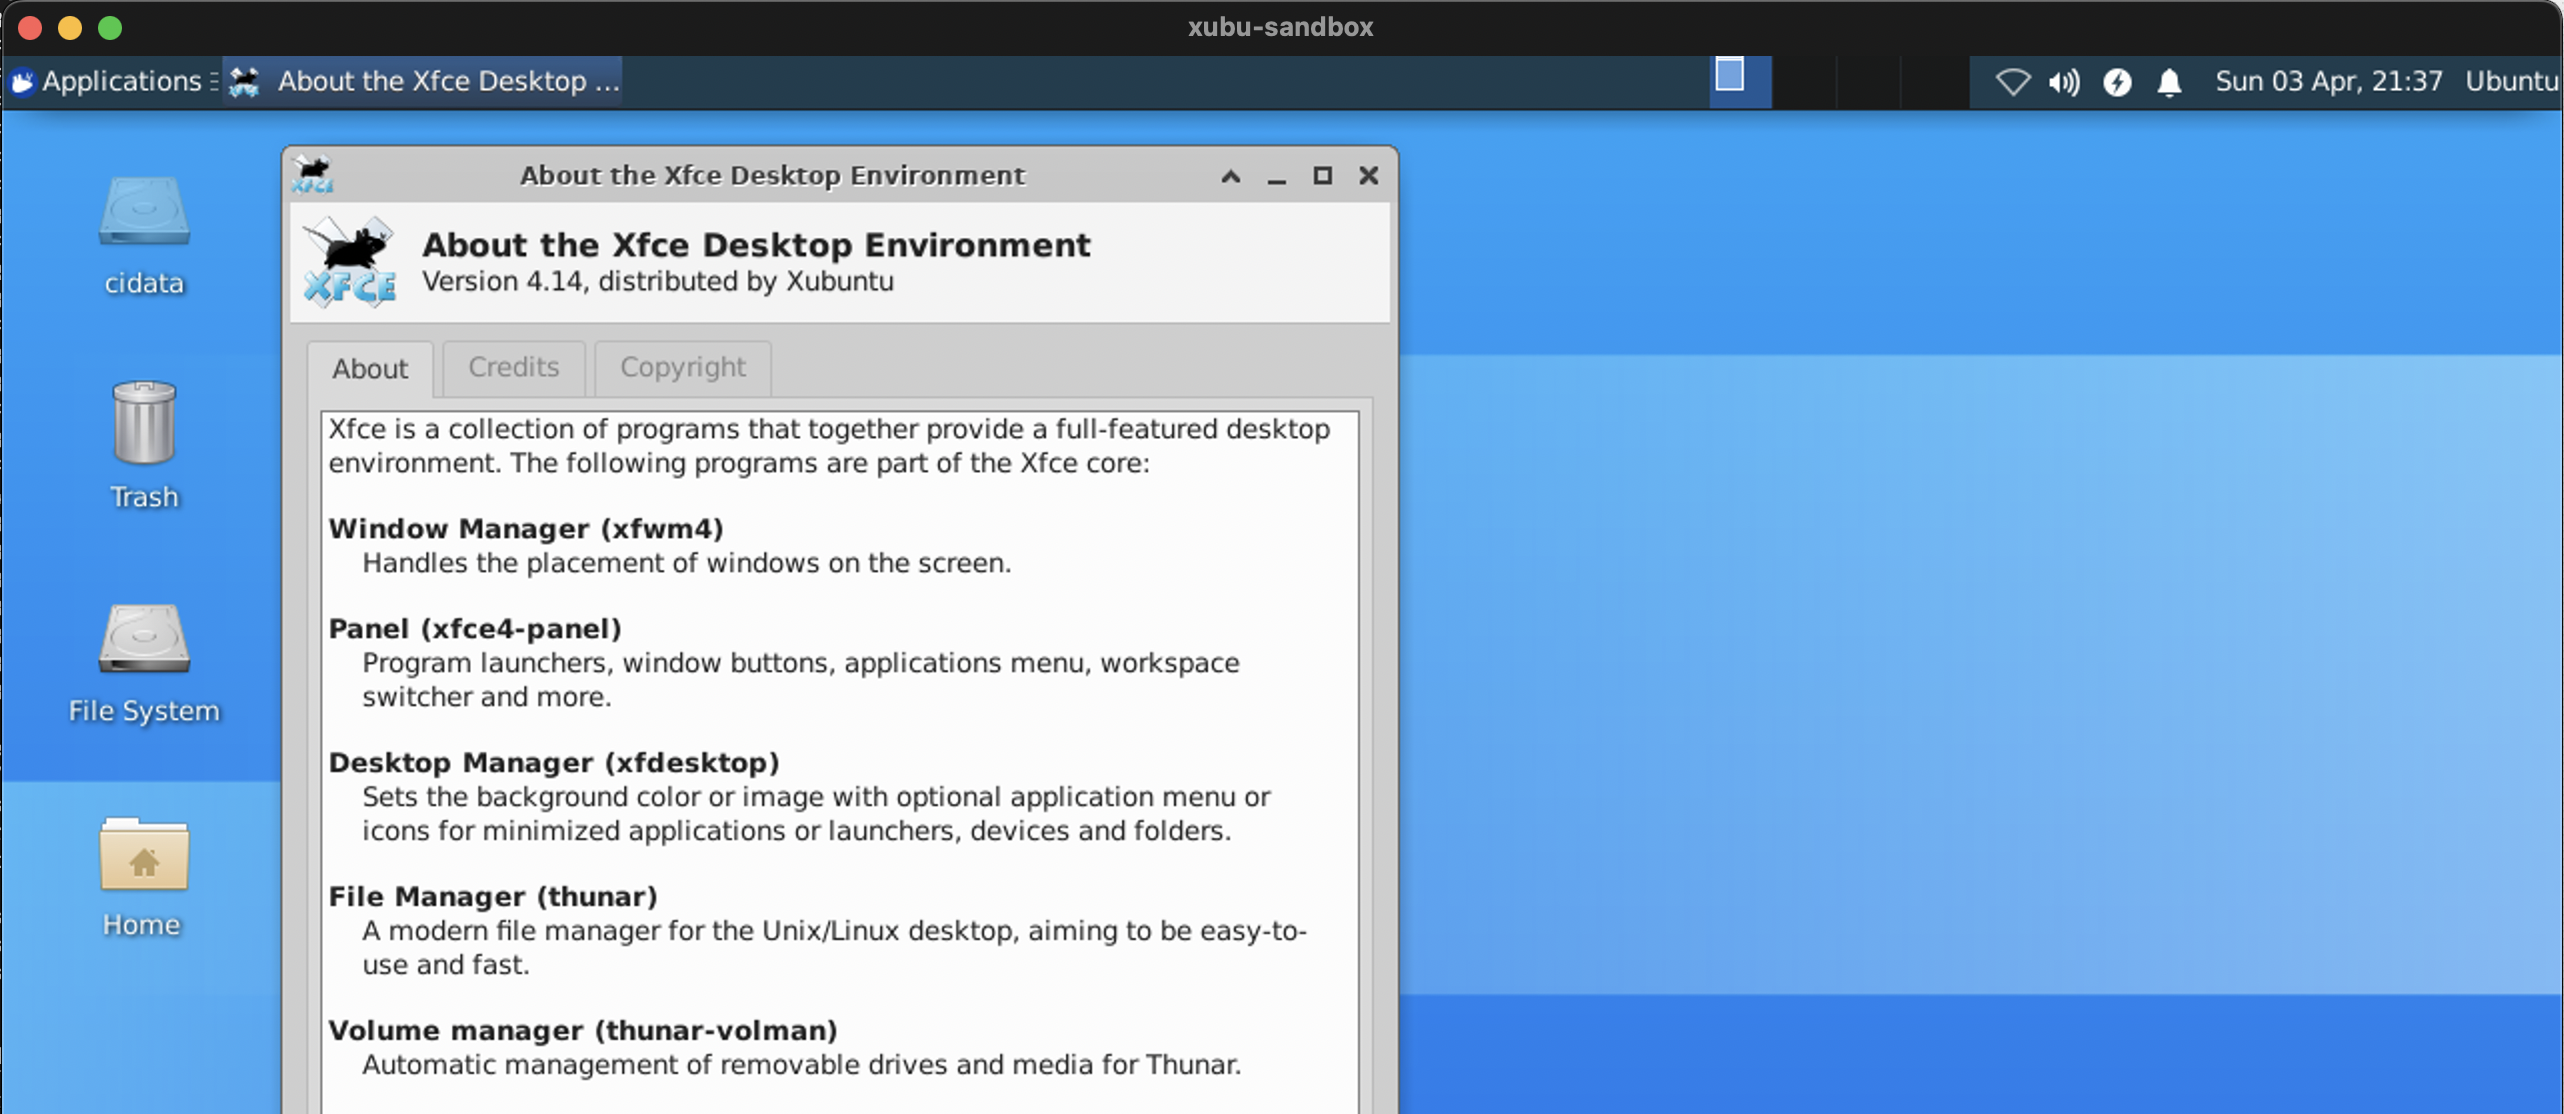 xubu-sandbox
Applications
About the Xfce Desktop ...
Sun 03 Apr, 21:37
Ubuntu
cidata
Trash
File System
Home
About the Xfce Desktop Environment
XFCE
About the Xfce Desktop Environment
Version 4.14, distributed by Xubuntu
XFCE
About
Credits
Copyright
Xfce is a collection of programs that together provide a full-featured desktop
environment. The following programs are part of the Xfce core:
Window Manager (xfwm4)
Handles the placement of windows on the screen.
Panel (xfce4-panel)
Program launchers, window buttons, applications menu, workspace
switcher and more.
Desktop Manager (xfdesktop)
Sets the background color or image with optional application menu or
icons for minimized applications or launchers, devices and folders.
File Manager (thunar)
A modern file manager for the Unix/Linux desktop, aiming to be easy-to-
use and fast.
Volume manager (thunar-volman)
Automatic management of removable drives and media for Thunar.